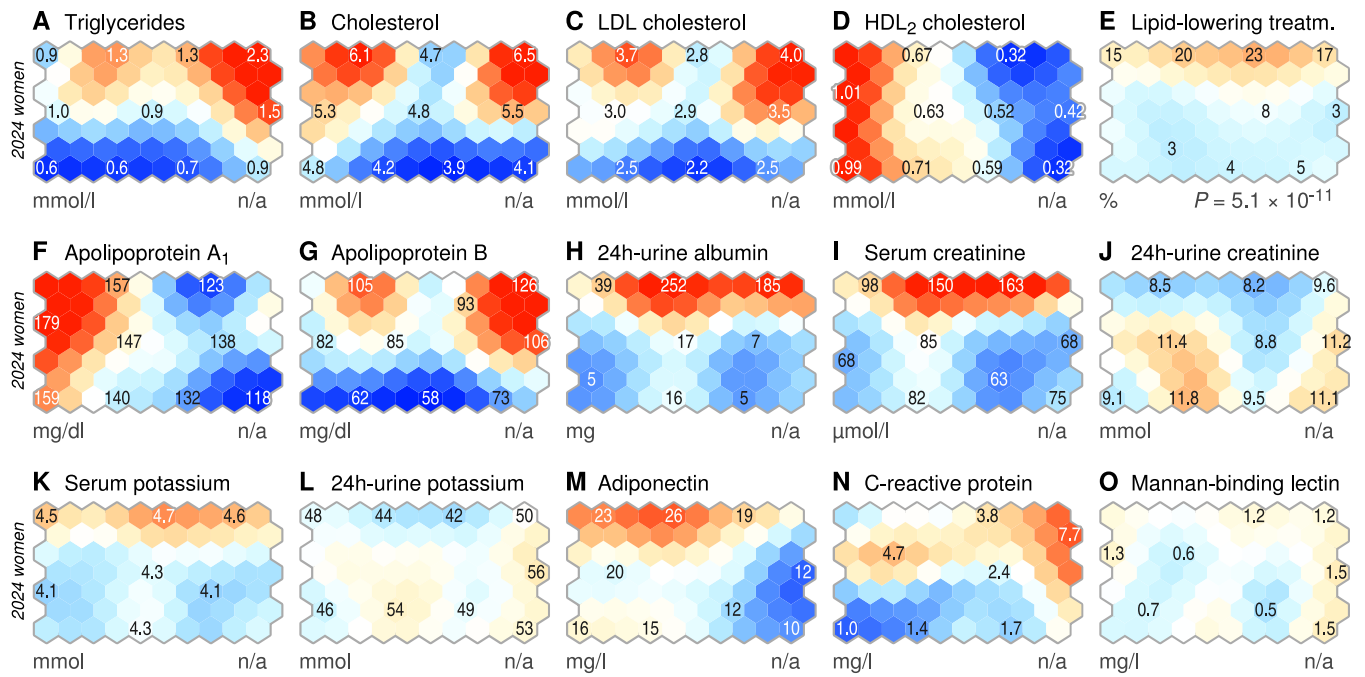 A Triglycerides
B Cholesterol
C LDL cholesterol
D HDL2 cholesterol
E Lipid-lowering treatm.
2024 women
0.9 1.3 1.3 2.3
1.0 0.9 1.5
0.6 0.6 0.7 0.9
mmol/l n/a
6.1 4.7 6.5
5.3 4.8 5.5
4.8 4.2 3.9 4.1
mmol/l n/a
3.7 2.8 4.0
3.0 2.9 3.5
2.5 2.2 2.5
mmol/l n/a
0.67 0.32
1.01 0.63 0.52 0.42
0.99 0.71 0.59 0.32
mmol/l n/a
15 20 23 17
8 3
3 4 5
% P = 5.1 × 10-11
F Apolipoprotein A1
G Apolipoprotein B
H 24h-urine albumin
I Serum creatinine
J 24h-urine creatinine
2024 women
157 123
179 147 138
159 140 132 118
mg/dl n/a
105 126
93
82 85 106
62 58 73
mg/dl n/a
39 252 185
17 7
5 16 5
mg n/a
98 150 163
68 85 68
63
82 75
µmol/l n/a
8.5 8.2 9.6
11.4 8.8 11.2
9.1 11.8 9.5 11.1
mmol n/a
K Serum potassium
L 24h-urine potassium
M Adiponectin
N C-reactive protein
O Mannan-binding lectin
2024 women
4.5 4.7 4.6
4.3
4.1 4.1
4.3
mmol n/a
48 44 42 50
56
46 54 49
53
mmol n/a
23 26 19
20 12
12
16 15 10
mg/l n/a
3.8
7.7
4.7 2.4
1.0 1.4 1.7
mg/l n/a
1.2 1.2
1.3 0.6
1.5
0.7 0.5
1.5
mg/l n/a